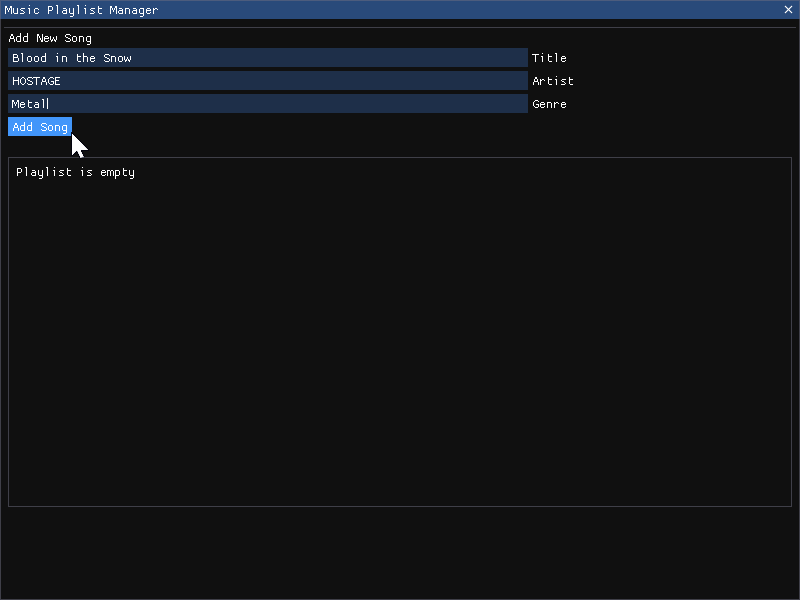 Music Playlist Manager
Add New Song
Blood in the Snow Title
HOSTAGE Artist
Metal Genre
Add Song
Playlist is empty